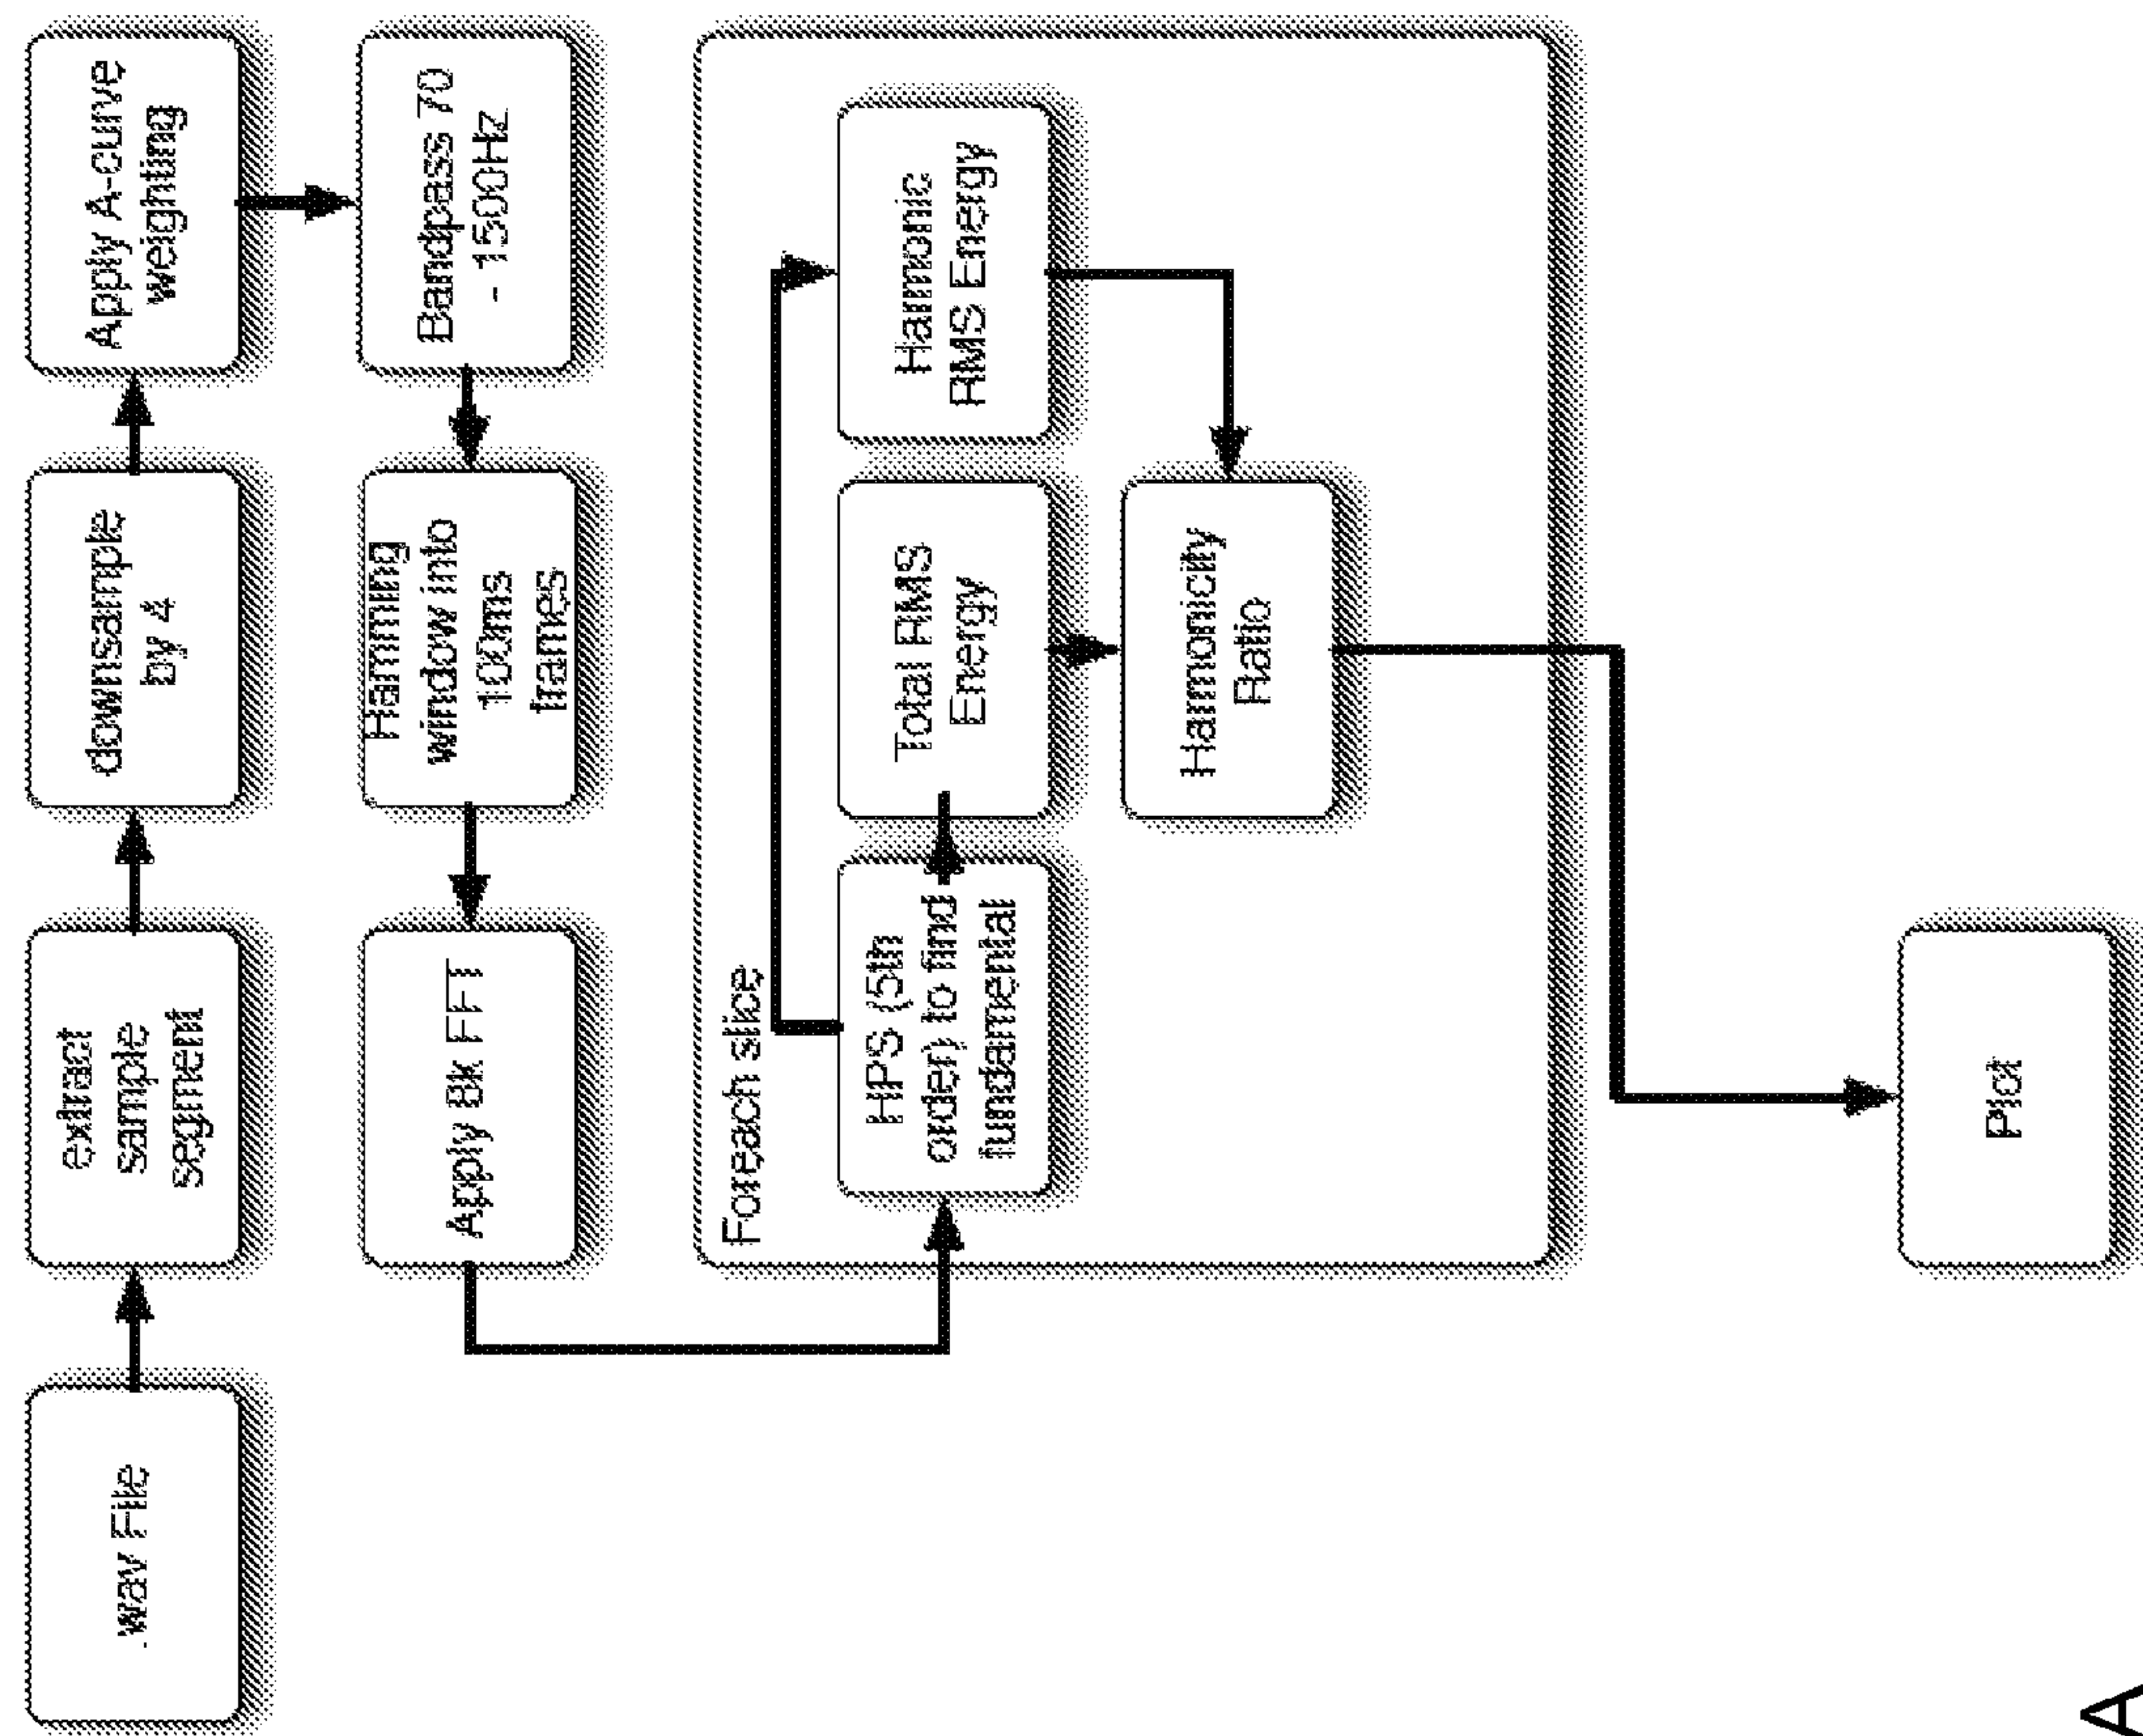 .wav File
extract
sample
segment
downsample
by 4
Apply A-curve
weighting
Bandpass 70
- 1500Hz
Hamming
window into
100ms
frames
Apply 8k FFT
Foreach slice
HPS (5th
order) to find
fundamental
Total RMS
Energy
Harmonic
RMS Energy
Harmonicity
Ratio
Plot
A